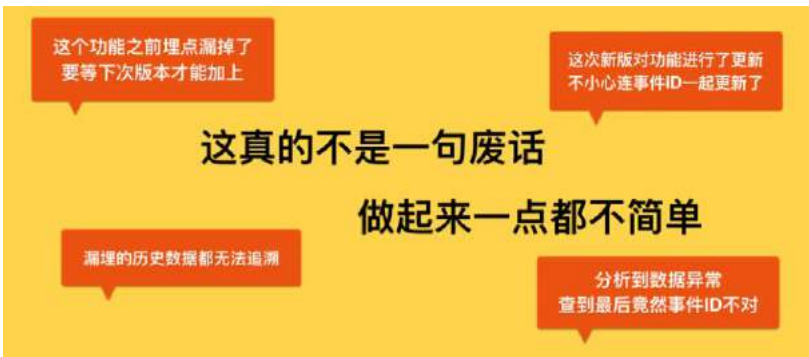 这个功能之前埋点漏掉了
要等下次版本才能加上
这次新版对功能进行了更新
不小心连事件ID一起更新了
这真的不是一句废话
做起来一点都不简单
漏埋的历史数据都无法追溯
分析到数据异常
查到最后竟然事件ID不对